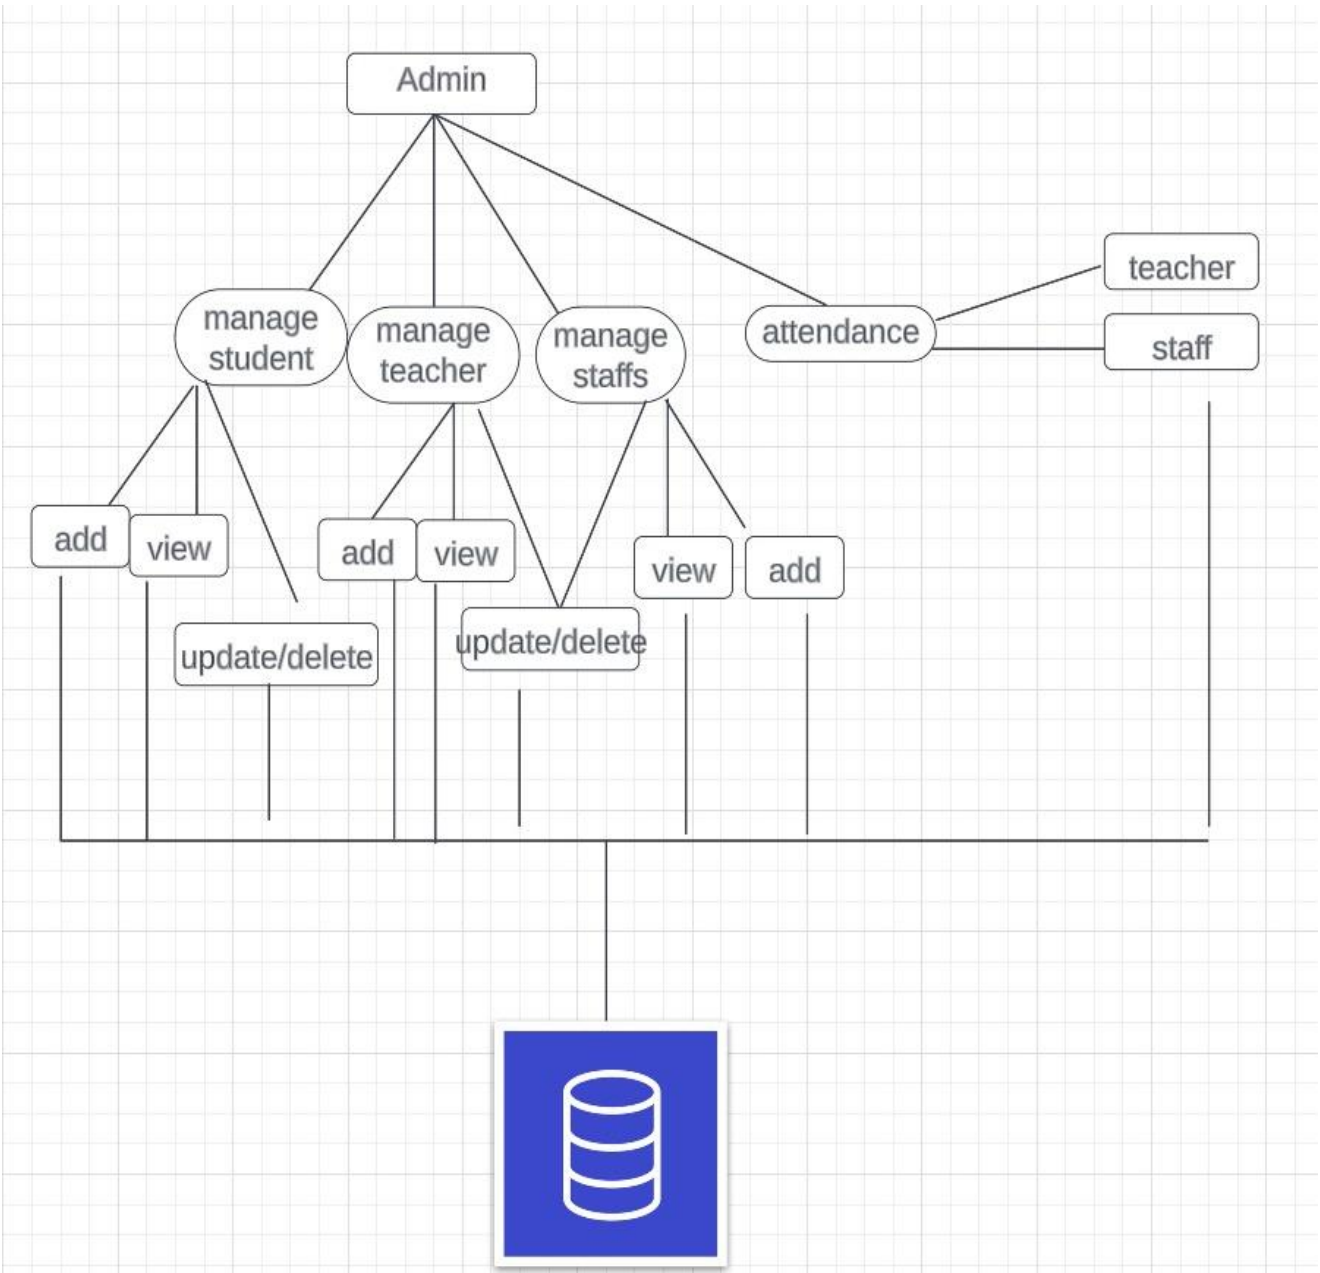 Admin
teacher
staff
manage
student
manage
teacher
manage
staffs
attendance
add
view
update/delete
add
view
update/delete
view
add